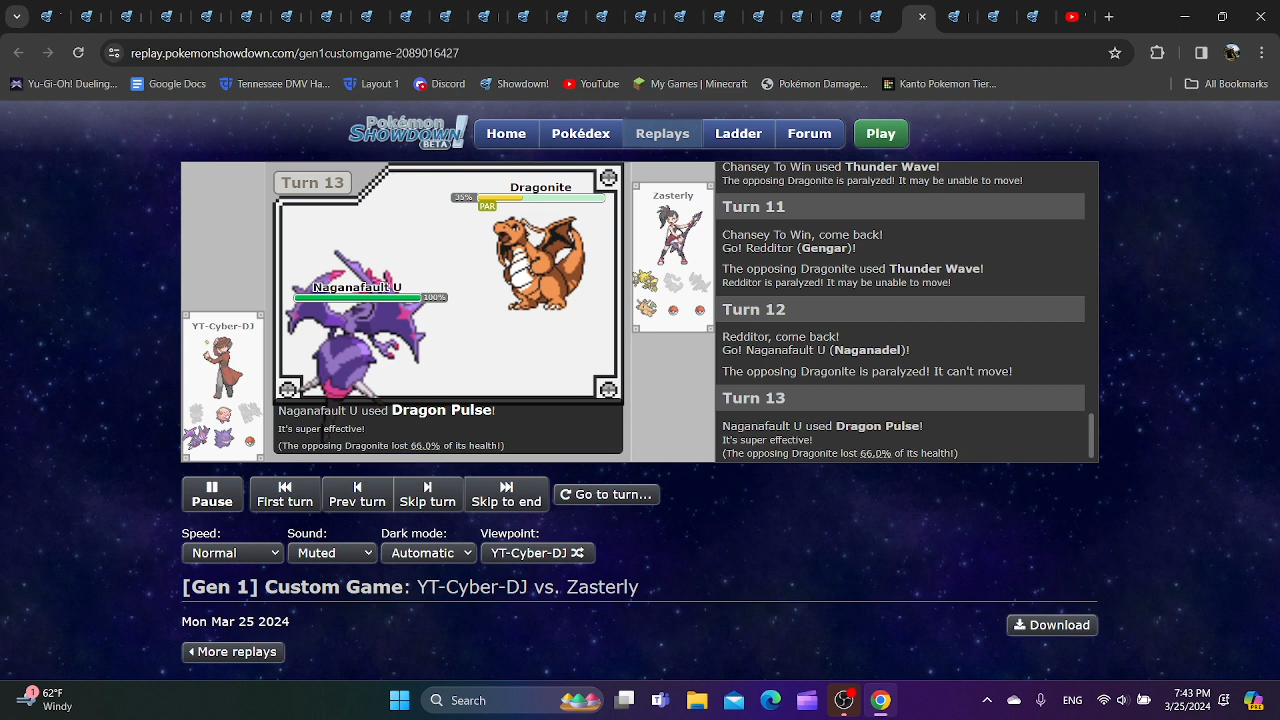 replay.pokemonshowdown.com/gen1customgame-2089016427
Yu-Gi-Oh! Dueling...
Google Docs
Tennessee DMV Ha...
Layout 1
Discord
Showdown!
YouTube
My Games | Minecraft
Pokémon Damage...
Kanto Pokemon Tier...
All Bookmarks
Pokémon
SHOWDOWN!
BETA
Home
Pokédex
Replays
Ladder
Forum
Play
Turn 13
Dragonite
35%
PAR
Naganafault U
100%
YT-Cyber-DJ
Zasterly
Naganafault U used Dragon Pulse!
It's super effective!
(The opposing Dragonite lost 66.0% of its health!)
Chansey To Win used Thunder Wave!
The opposing Dragonite is paralyzed! It may be unable to move!
Turn 11
Chansey To Win, come back!
Go! Redditor (Gengar)!
The opposing Dragonite used Thunder Wave!
Redditor is paralyzed! It may be unable to move!
Turn 12
Redditor, come back!
Go! Naganafault U (Naganadel)!
The opposing Dragonite is paralyzed! It can't move!
Turn 13
Naganafault U used Dragon Pulse!
It's super effective!
(The opposing Dragonite lost 66.0% of its health!)
Pause
First turn
Prev turn
Skip turn
Skip to end
Go to turn...
Speed:
Sound:
Dark mode:
Viewpoint:
Normal
Muted
Automatic
YT-Cyber-DJ
[Gen 1] Custom Game: YT-Cyber-DJ vs. Zasterly
Mon Mar 25 2024
Download
More replays
1
62°F
Windy
Search
ENG
7:43 PM
3/25/2024